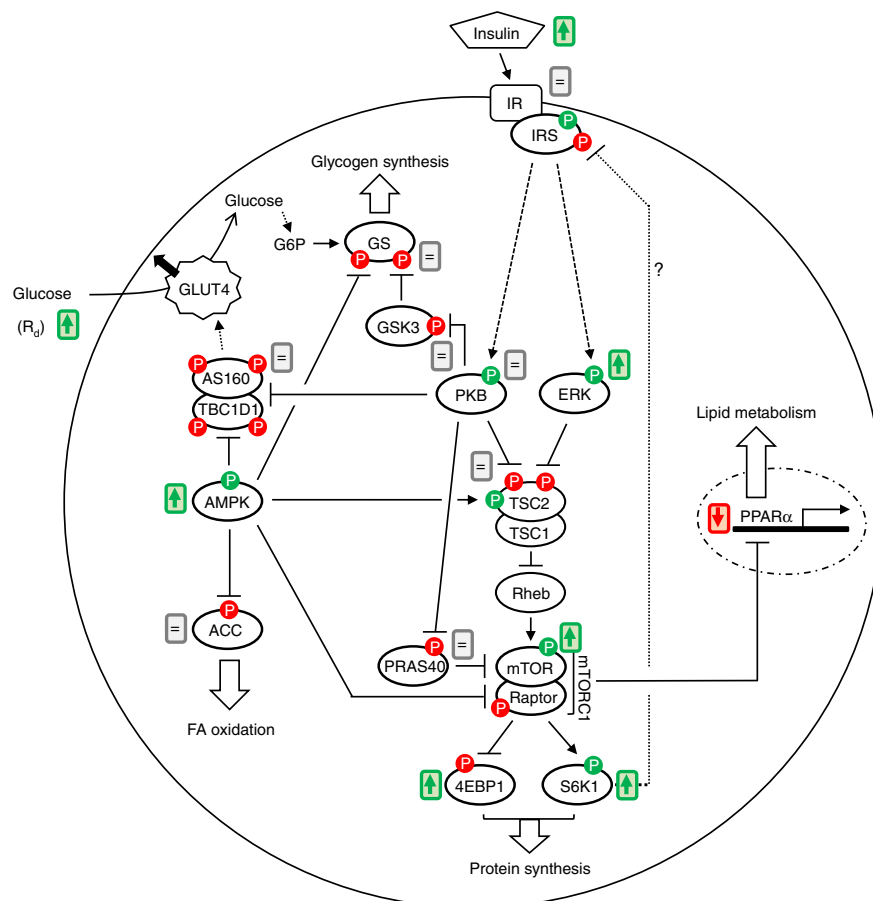 Insulin
=
IR
P
IRS
P
Glycogen synthesis
Glucose
G6P
GS
P
P
=
?
Glucose
(Rd)
GLUT4
GSK3
P
=
P
P
=
AS160
TBC1D1
P
P
P
=
PKB
P
ERK
Lipid metabolism
=
P
P
P
TSC2
TSC1
P
AMPK
PPARα
Rheb
P
=
ACC
P
=
PRAS40
P
mTOR
Raptor
P
mTORC1
FA oxidation
P
4EBP1
P
S6K1
Protein synthesis